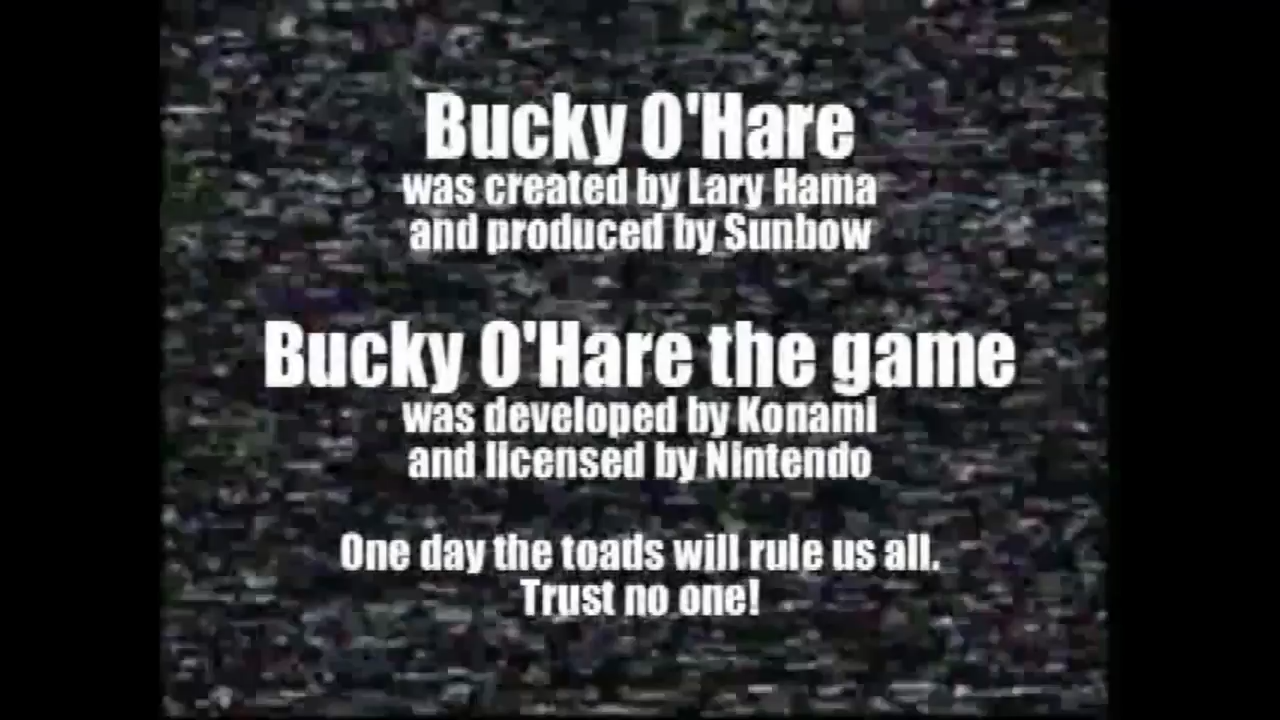 Bucky O'Hare
was created by Lary Hama
and produced by Sunbow
Bucky O'Hare the game
was developed by Konami
and licensed by Nintendo
One day the toads will rule us all.
Trust no one!